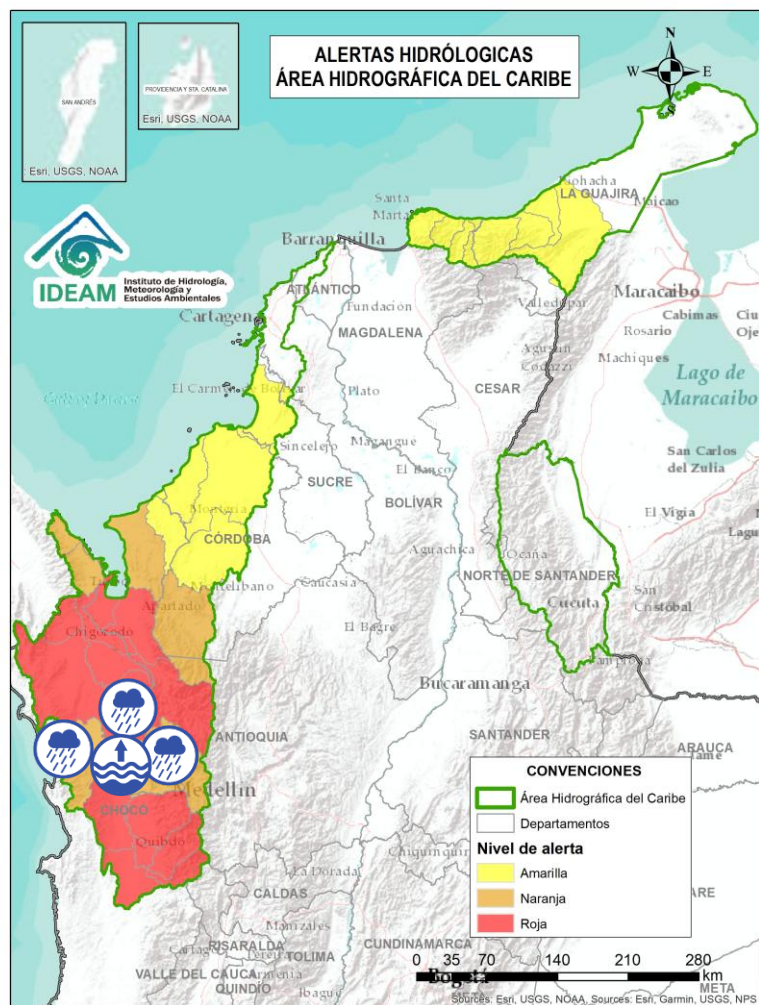 ALERTAS HIDRÓLOGICAS
ÁREA HIDROGRÁFICA DEL CARIBE
N
W
E
S
SAN ANDRÉS
PROVIDENCIA Y STA. CATALINA
Esri, USGS, NOAA
Esri, USGS, NOAA
IDEAM
Instituto de Hidrología,
Meteorología y
Estudios Ambientales
Riohacha
LA GUAJIRA
Maicao
Santa
Marta
Barranquilla
ATLÁNTICO
Fundación
Cartagena
MAGDALENA
Valledupar
Maracaibo
Cabimas
Rosario
Machiques
Agustín
Codazzi
CESAR
Lago de
Maracaibo
El Carmen de Bolívar
Plato
Sincelejo
Magangué
San Carlos
del Zulia
SUCRE
El Banco
BOLÍVAR
Montería
CÓRDOBA
El Vigía
Aguachica
Ocaña
NORTE DE SANTANDER
Montelibano
Caucasia
San
Cristóbal
Cúcuta
Apartadó
Chigorodó
El Bagre
Pamplona
Bucaramanga
ANTIOQUIA
SANTANDER
ARAUCA
Medellín
CHOCÓ
Quibdó
La Dorada
CALDAS
Manizales
RISARALDA
Pereira
TOLIMA
CUNDINAMARCA
VALLE DEL CAUCA
Armenia
QUINDÍO
Ibagué
Bogotá
META
META
CONVENCIONES
Área Hidrográfica del Caribe
Departamentos
Nivel de alerta
Amarilla
Naranja
Roja
0 35 70 140 210 280
km
Sources: Esri, USGS, NOAA, Sources: Esri, Garmin, USGS, NPS